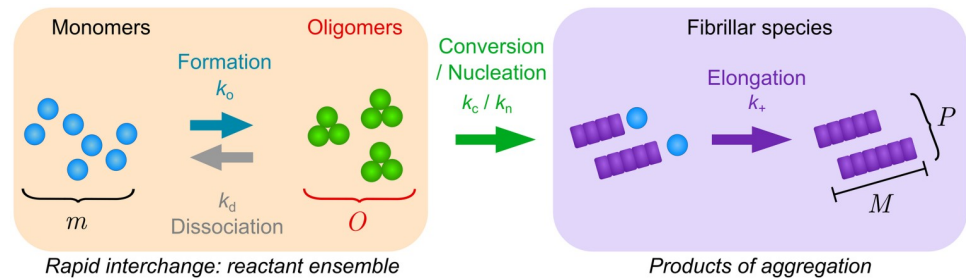 Monomers
Oligomers
Formation
k_o
k_d
Dissociation
m
O
Rapid interchange: reactant ensemble
Conversion
/ Nucleation
k_c / k_n
Fibrillar species
Elongation
k_+
P
M
Products of aggregation